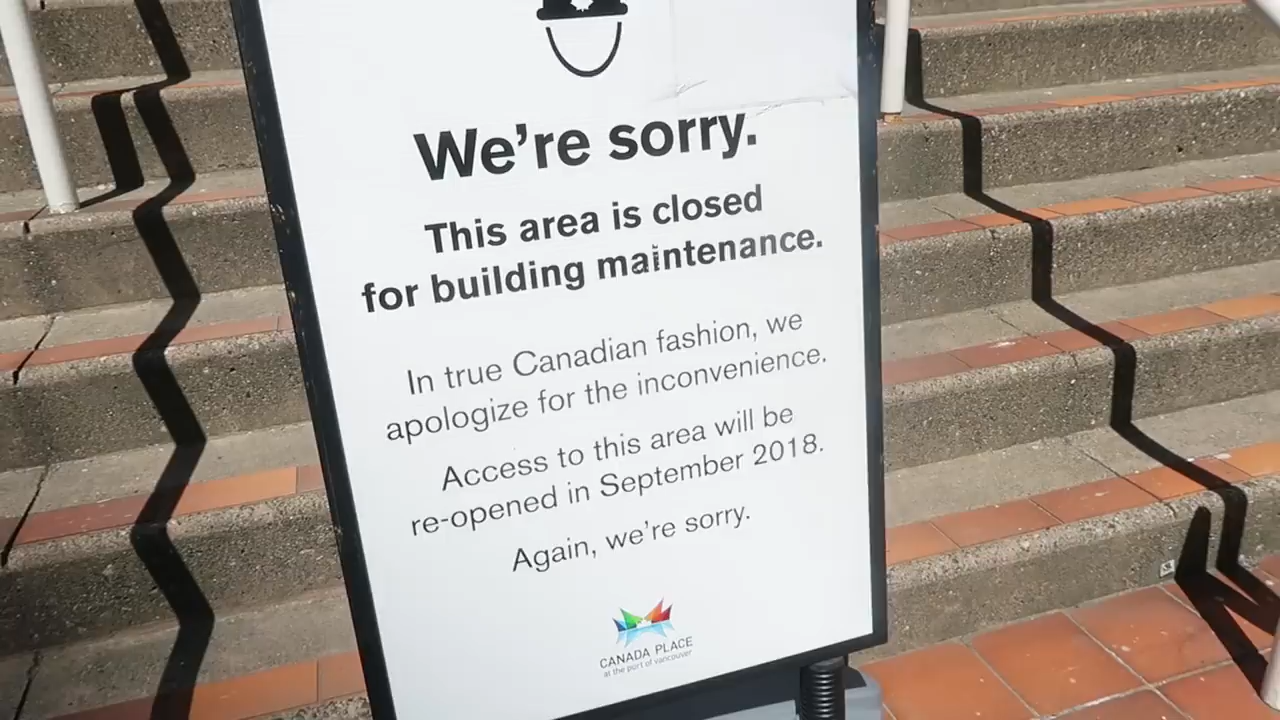 We're sorry.
This area is closed
for building maintenance.
In true Canadian fashion, we
apologize for the inconvenience.
Access to this area will be
re-opened in September 2018.
Again, we're sorry.
CANADA PLACE
at the port of vancouver